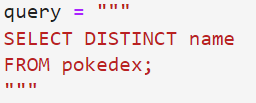 query = """
SELECT DISTINCT name
FROM pokedex;
"""